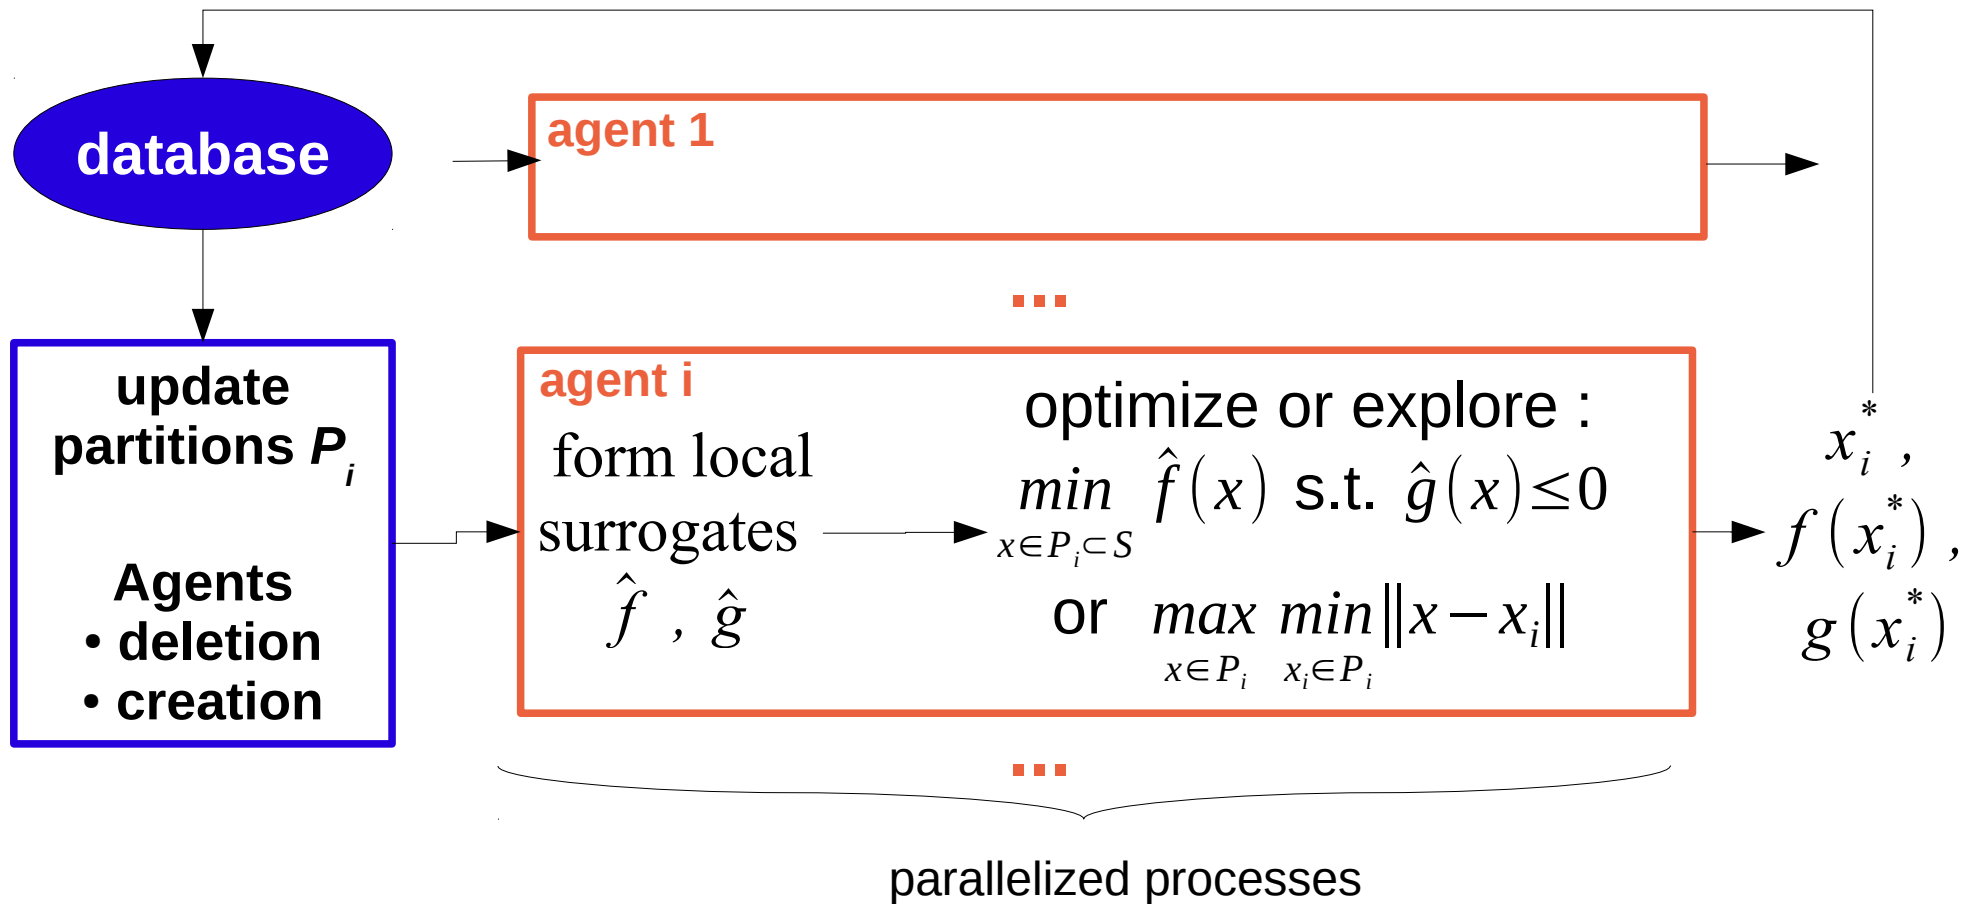 database
agent 1
...
update
partitions P_i
Agents
• deletion
• creation
agent i
form local
surrogates
f̂ , ĝ
optimize or explore :
min f̂(x) s.t. ĝ(x)≤0
x∈P_i⊂S
or max min‖x−x_i‖
x∈P_i x_i∈P_i
x_i^* ,
f(x_i^*) ,
g(x_i^*)
...
parallelized processes